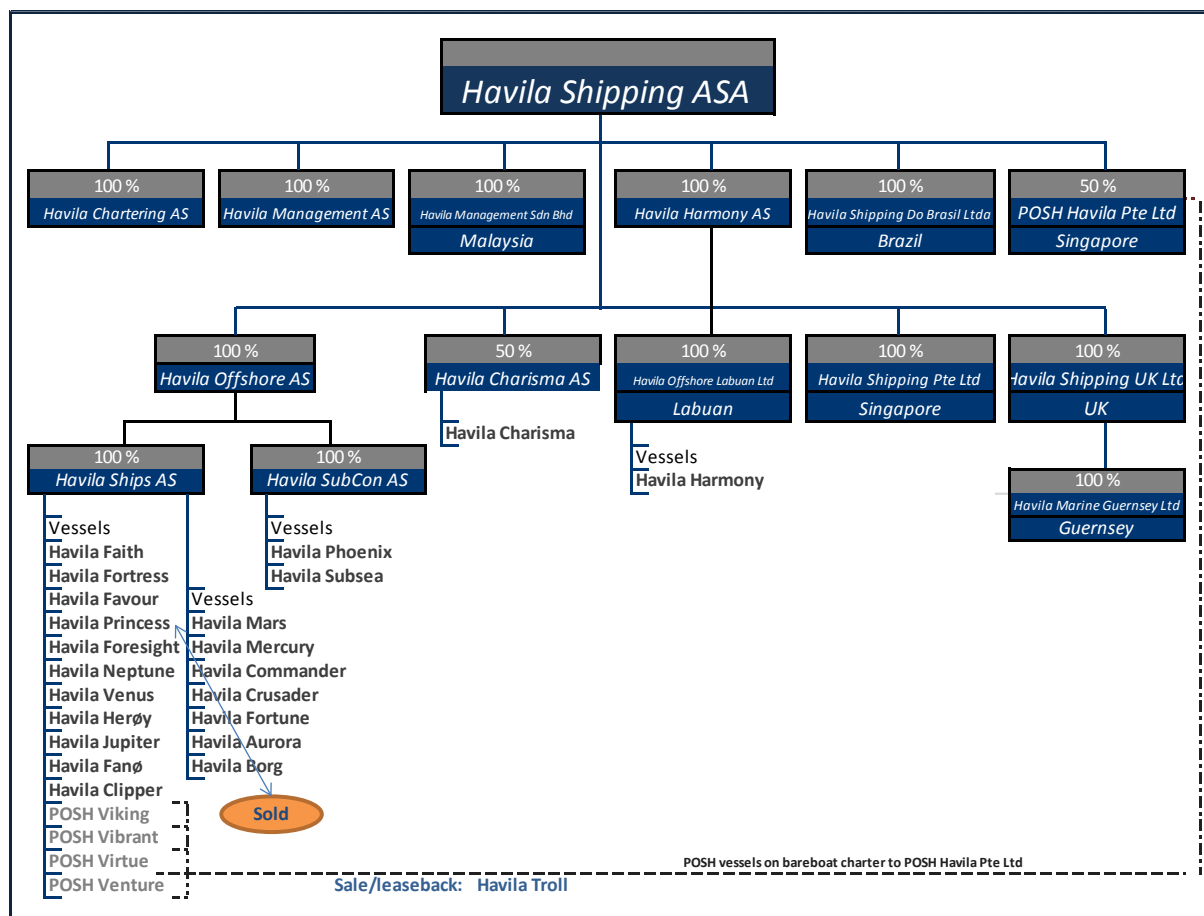 Havila Shipping ASA
100 %
Havila Chartering AS
100 %
Havila Management AS
100 %
Havila Management Sdn Bhd
Malaysia
100 %
Havila Harmony AS
100 %
Havila Shipping Do Brasil Ltda
Brazil
50 %
POSH Havila Pte Ltd
Singapore
100 %
Havila Offshore AS
50 %
Havila Charisma AS
Havila Charisma
100 %
Havila Offshore Labuan Ltd
Labuan
Vessels
Havila Harmony
100 %
Havila Shipping Pte Ltd
Singapore
100 %
Havila Shipping UK Ltd
UK
100 %
Havila Marine Guernsey Ltd
Guernsey
100 %
Havila Ships AS
Vessels
Havila Faith
Havila Fortress
Havila Favour
Havila Princess
Havila Foresight
Havila Neptune
Havila Venus
Havila Herøy
Havila Jupiter
Havila Fanø
Havila Clipper
POSH Viking
POSH Vibrant
POSH Virtue
POSH Venture
Vessels
Havila Mars
Havila Mercury
Havila Commander
Havila Crusader
Havila Fortune
Havila Aurora
Havila Borg
100 %
Havila SubCon AS
Vessels
Havila Phoenix
Havila Subsea
Sold
POSH vessels on bareboat charter to POSH Havila Pte Ltd
Sale/leaseback: Havila Troll